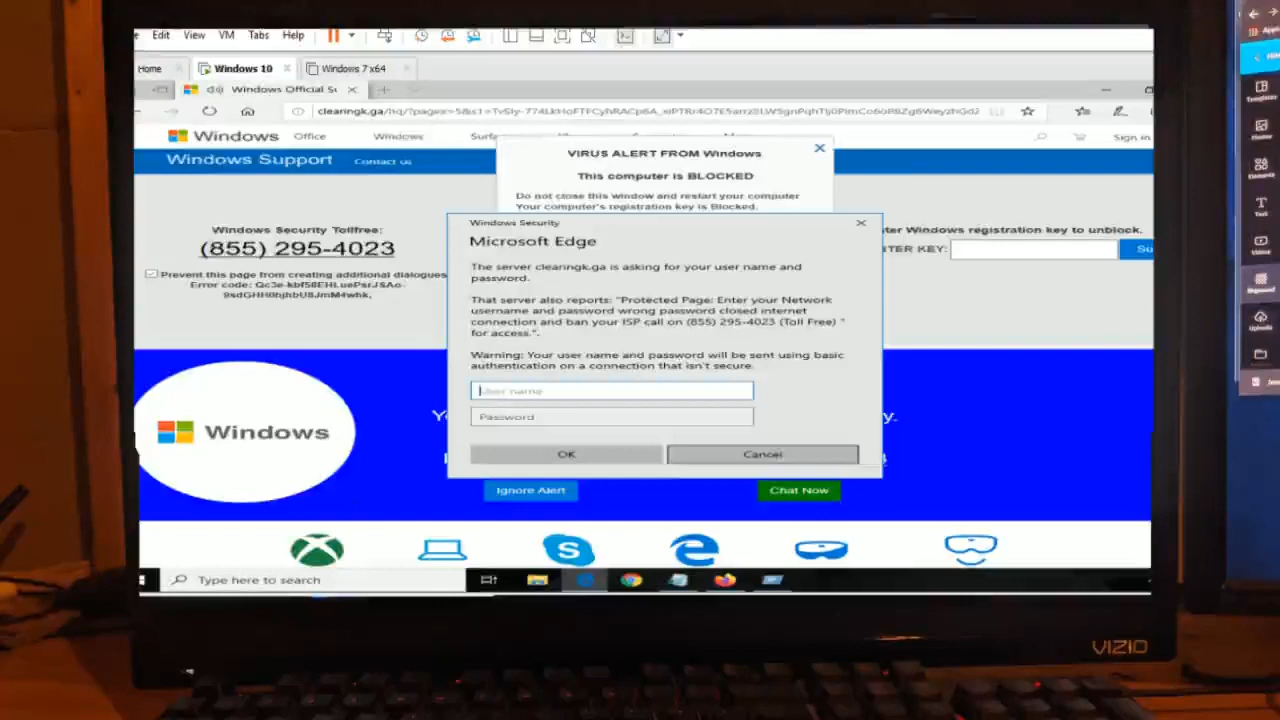 Edit View VM Tabs Help
Home Windows 10 Windows 7 x64
Windows Official S
Windows Office Windows Sign in
Windows Support Contact us
VIRUS ALERT FROM Windows
This computer is BLOCKED
Do not close this window and restart your computer
Your computer's registration key is Blocked.
Windows Security Tollfree:
(855) 295-4023
Prevent this page from creating additional dialogues
Error code:
Windows registration key to unblock.
KEY:
Windows Security
Microsoft Edge
The server clearingk.ga is asking for your user name and
password.
That server also reports: "Protected Page: Enter your Network
username and password wrong password closed internet
connection and ban your ISP call on (855) 295-4023 (Toll Free) "
for access.".
Warning: Your user name and password will be sent using basic
authentication on a connection that isn't secure.
User name
Password
OK Cancel
Windows
Ignore Alert Chat Now
Type here to search
VIZIO
Templates
Elements
Text
Videos
Uploads